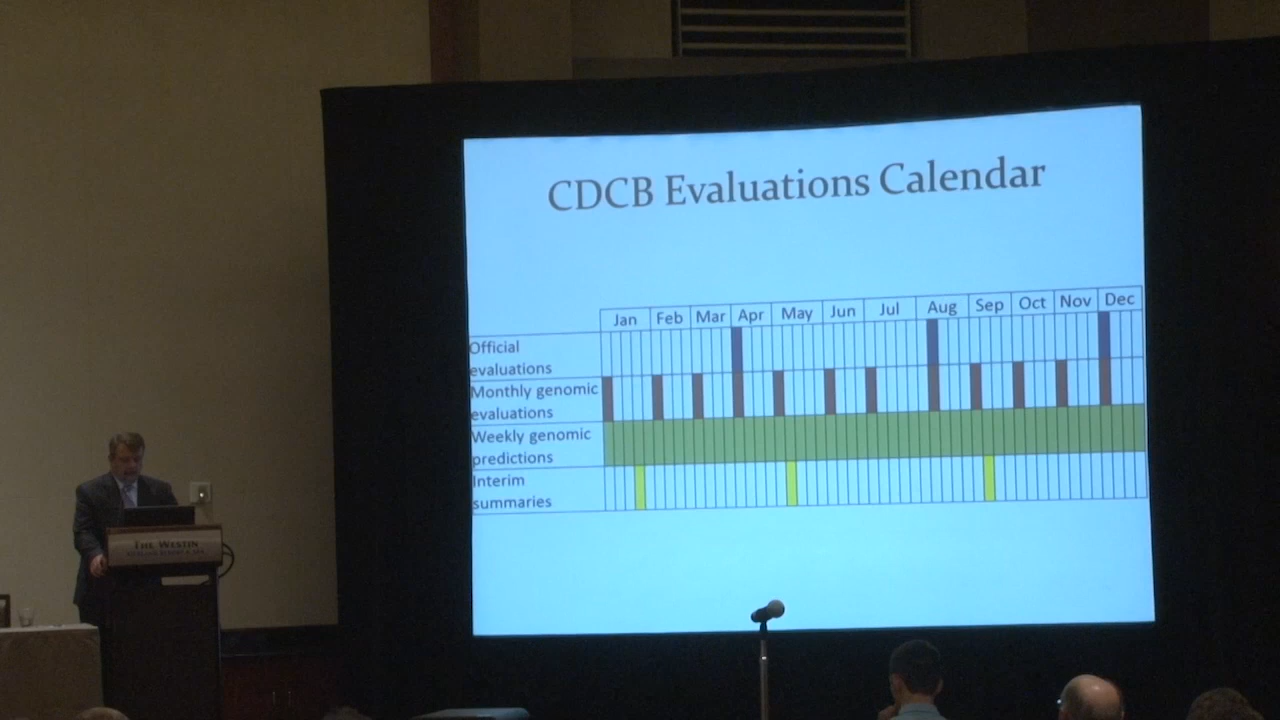 CDCB Evaluations Calendar
Jan Feb Mar Apr May Jun Jul Aug Sep Oct Nov Dec
Official
evaluations
Monthly genomic
evaluations
Weekly genomic
predictions
Interim
summaries
THE WESTIN